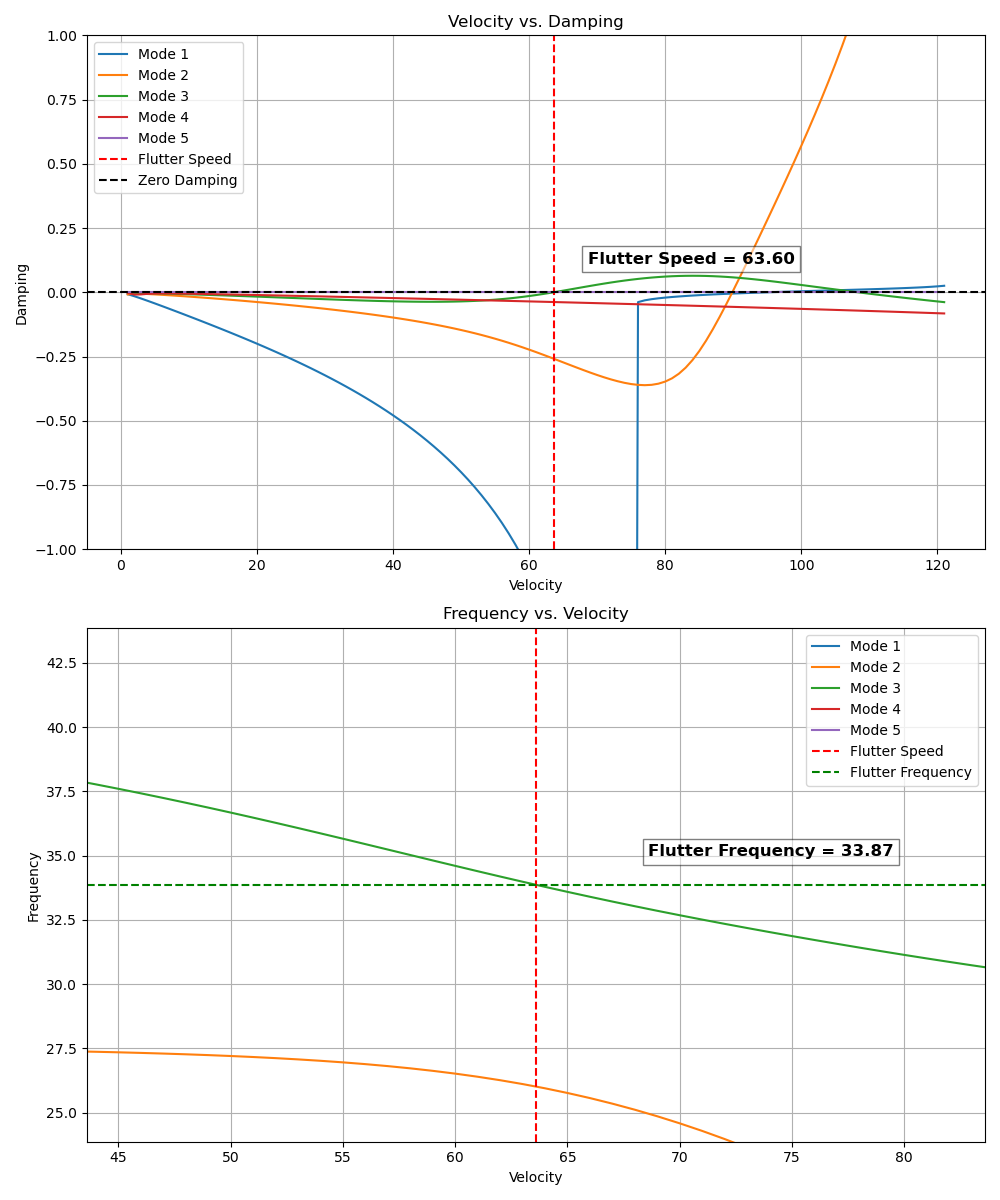 Velocity vs. Damping
1.00
0.75
0.50
0.25
0.00
−0.25
−0.50
−0.75
−1.00
Damping
Mode 1
Mode 2
Mode 3
Mode 4
Mode 5
Flutter Speed
Zero Damping
Flutter Speed = 63.60
0 20 40 60 80 100 120
Velocity
Frequency vs. Velocity
42.5
40.0
37.5
35.0
32.5
30.0
27.5
25.0
Frequency
Mode 1
Mode 2
Mode 3
Mode 4
Mode 5
Flutter Speed
Flutter Frequency
Flutter Frequency = 33.87
45 50 55 60 65 70 75 80
Velocity